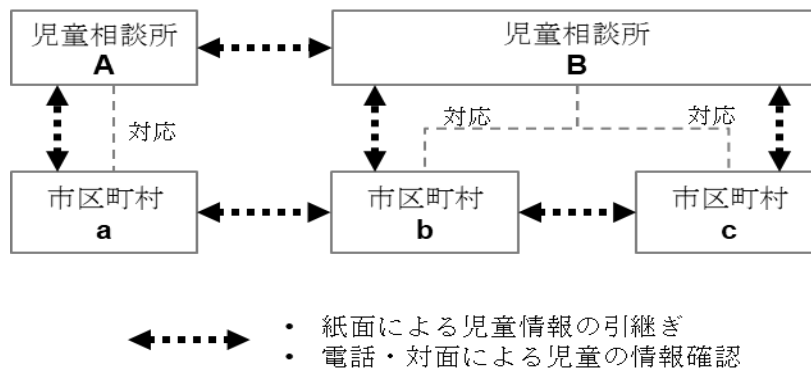 児童相談所
A
児童相談所
B
対応
対応
対応
市区町村
a
市区町村
b
市区町村
c
・ 紙面による児童情報の引継ぎ
・ 電話・対面による児童の情報確認